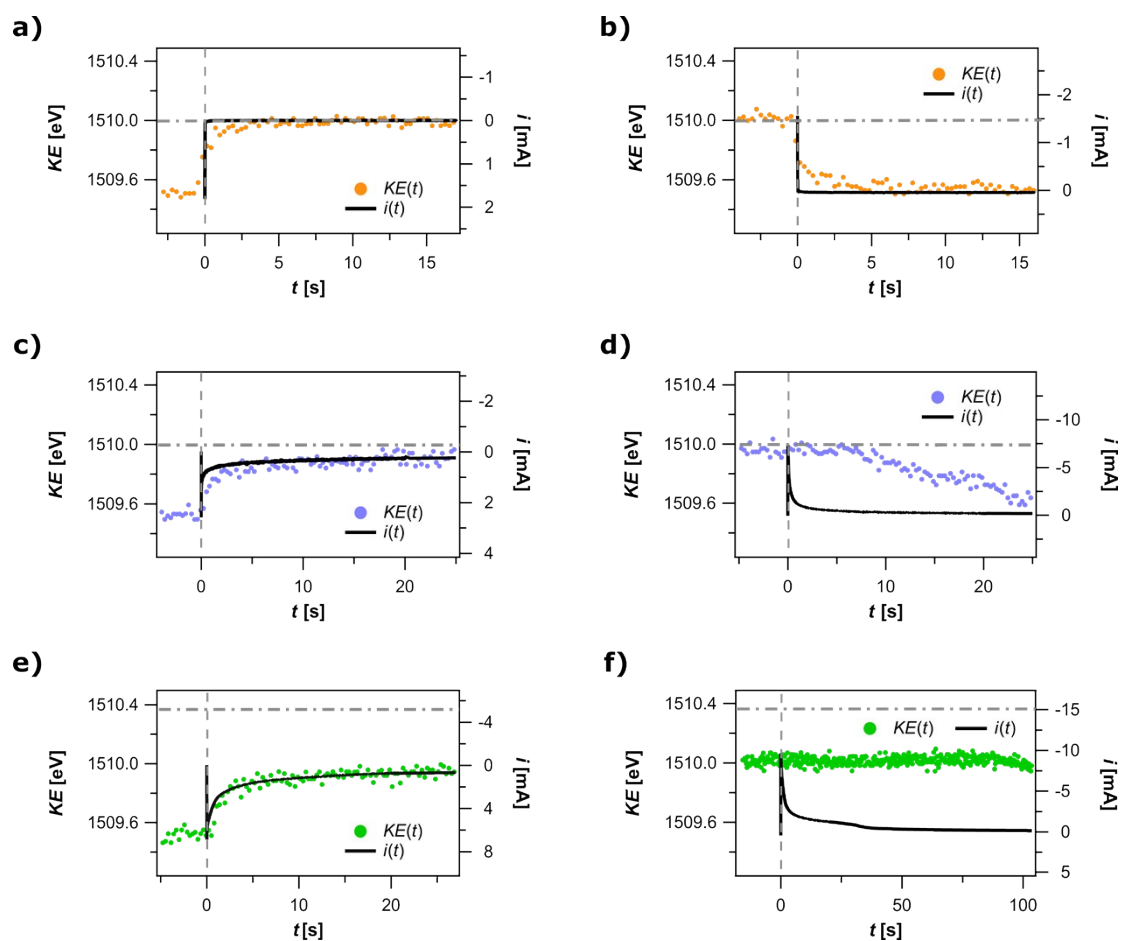 a)
1510.4
1510.0
1509.6
KE [eV]
-1
0
1
2
i [mA]
KE(t)
i(t)
0
5
10
15
t [s]
b)
1510.4
1510.0
1509.6
KE [eV]
-2
-1
0
i [mA]
KE(t)
i(t)
0
5
10
15
t [s]
c)
1510.4
1510.0
1509.6
KE [eV]
-2
0
2
4
i [mA]
KE(t)
i(t)
0
10
20
t [s]
d)
1510.4
1510.0
1509.6
KE [eV]
-10
-5
0
i [mA]
KE(t)
i(t)
0
10
20
t [s]
e)
1510.4
1510.0
1509.6
KE [eV]
-4
0
4
8
i [mA]
KE(t)
i(t)
0
10
20
t [s]
f)
1510.4
1510.0
1509.6
KE [eV]
-15
-10
-5
0
5
i [mA]
KE(t) i(t)
0
50
100
t [s]